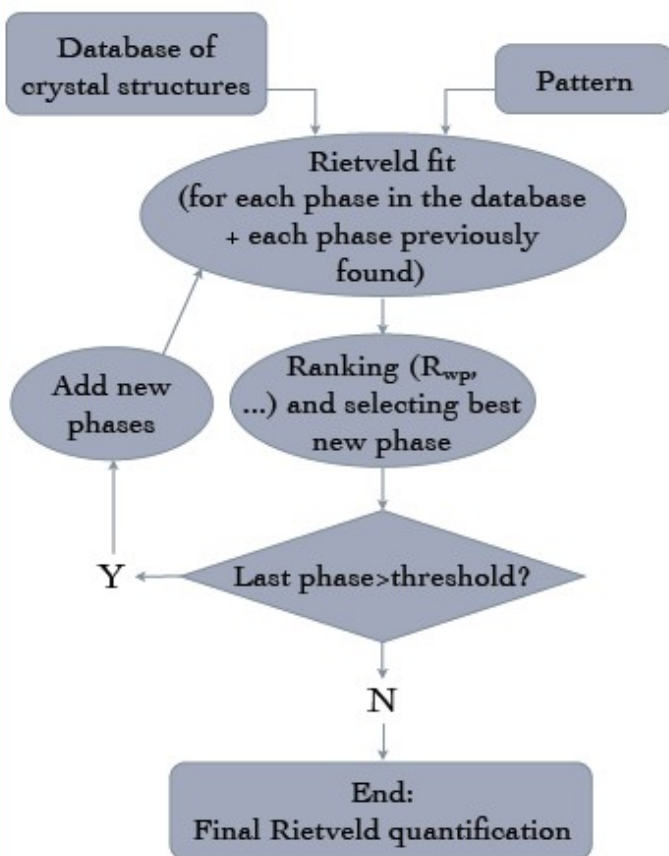 Database of
crystal structures
Pattern
Rietveld fit
(for each phase in the database
+ each phase previously
found)
Add new
phases
Ranking (Rwp,
...) and selecting best
new phase
Last phase>threshold?
Y
N
End:
Final Rietveld quantification